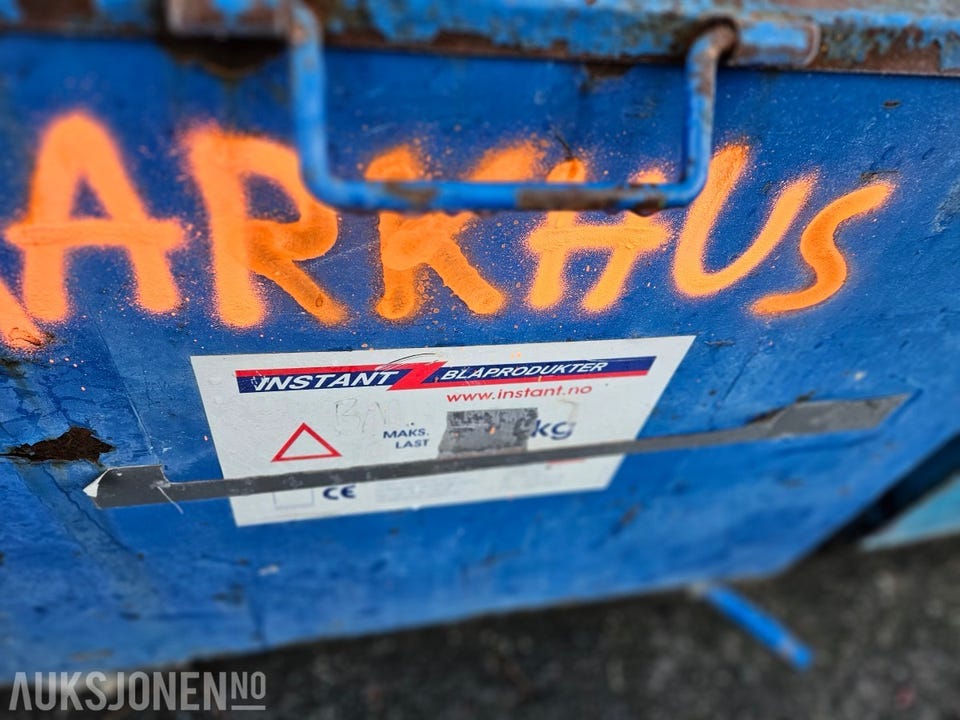 ARKHUS
INSTANT BLÅPRODUKTER
www.instant.no
MAKS. LAST kg
CE
AUKSJONEN NO